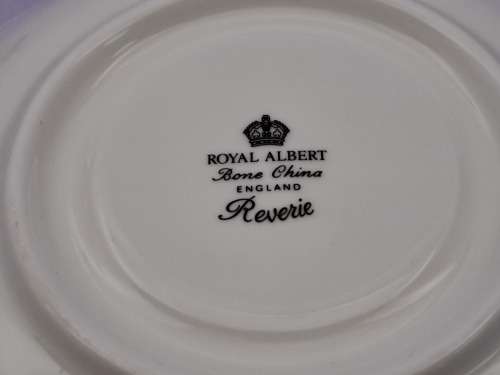 ROYAL ALBERT
Bone China
ENGLAND
Reverie